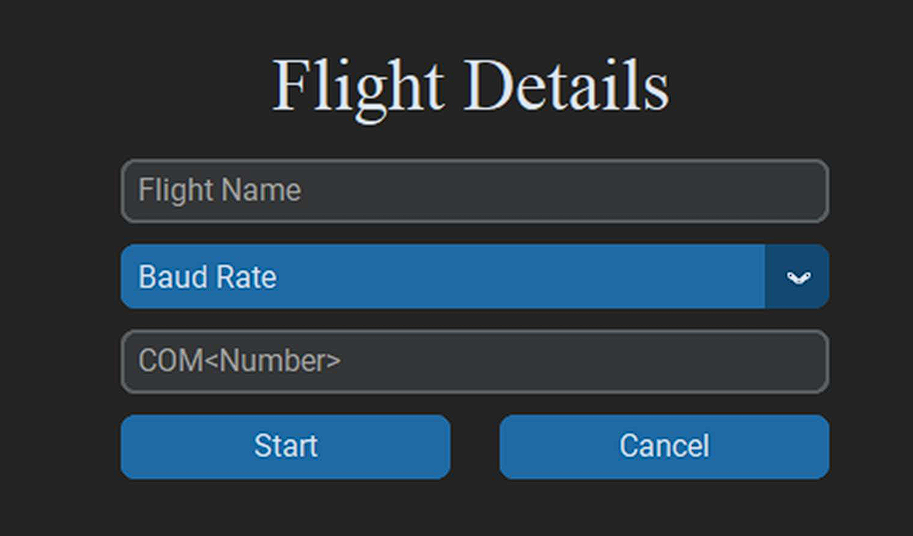 Flight Details
Flight Name
Baud Rate
COM<Number>
Start Cancel